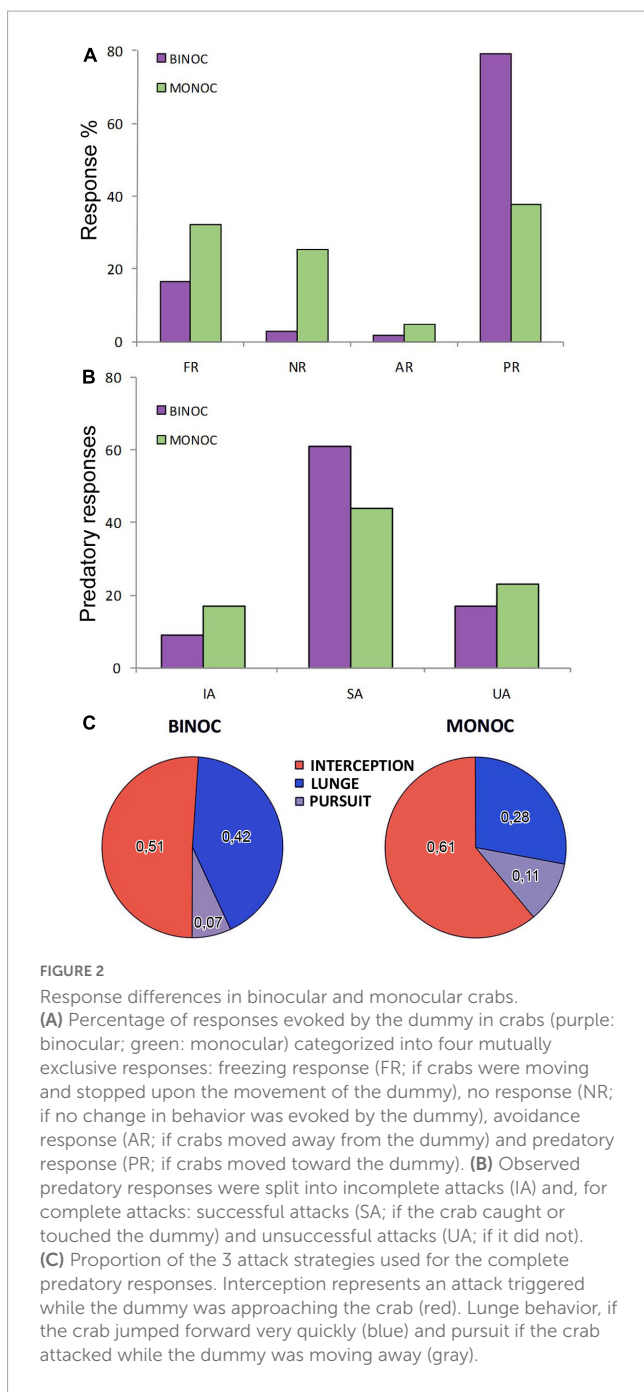 A
80
BINOC
MONOC
60
40
20
0
Response %
FR NR AR PR
B
80
BINOC
MONOC
60
40
20
0
Predatory responses
IA SA UA
C
BINOC MONOC
INTERCEPTION
LUNGE
PURSUIT
0,51 0,42
0,07
0,28
0,61
0,11
FIGURE 2
Response differences in binocular and monocular crabs.
(A) Percentage of responses evoked by the dummy in crabs (purple:
binocular; green: monocular) categorized into four mutually
exclusive responses: freezing response (FR; if crabs were moving
and stopped upon the movement of the dummy), no response (NR;
if no change in behavior was evoked by the dummy), avoidance
response (AR; if crabs moved away from the dummy) and predatory
response (PR; if crabs moved toward the dummy). (B) Observed
predatory responses were split into incomplete attacks (IA) and, for
complete attacks: successful attacks (SA; if the crab caught or
touched the dummy) and unsuccessful attacks (UA; if it did not).
(C) Proportion of the 3 attack strategies used for the complete
predatory responses. Interception represents an attack triggered
while the dummy was approaching the crab (red). Lunge behavior, if
the crab jumped forward very quickly (blue) and pursuit if the crab
attacked while the dummy was moving away (gray).